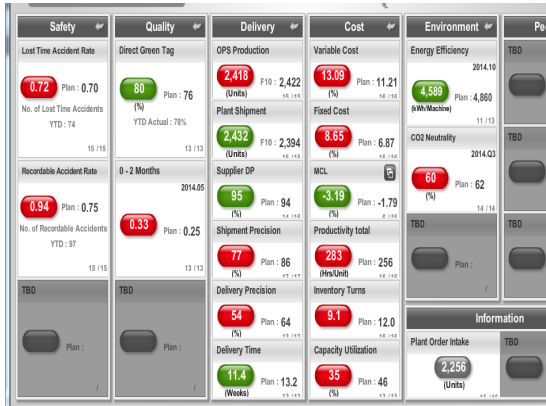 Safety
Lost Time Accident Rate
0.72 Plan : 0.70
No. of Lost Time Accidents
YTD : 74
15 / 15
Recordable Accident Rate
0.94 Plan : 0.75
No. of Recordable Accidents
YTD : 97
15 / 15
TBD
Plan :
/
Quality
Direct Green Tag
80 Plan : 76
(%)
YTD Actual : 78%
13 / 13
0 - 2 Months
2014.05
0.33 Plan : 0.25
13 / 13
TBD
Plan :
/
Delivery
OPS Production
2,418 F10 : 2,422
(Units)
Plant Shipment
2,432 F10 : 2,394
(Units)
Supplier DP
95 Plan : 94
(%)
Shipment Precision
77 Plan : 86
(%)
Delivery Precision
54 Plan : 64
(%)
Delivery Time
11.4 Plan : 13.2
(Weeks)
Cost
Variable Cost
13.09 Plan : 11.21
(%)
Fixed Cost
8.65 Plan : 6.87
(%)
MCL
-3.19 Plan : -1.79
(%)
Productivity total
283 Plan : 256
(Hrs/Unit)
Inventory Turns
9.1 Plan : 12.0
Capacity Utilization
35 Plan : 46
(%)
Environment
Energy Efficiency
2014.10
4,589 Plan : 4,860
(kWh/Machine)
11 / 13
CO2 Neutrality
2014.Q3
60 Plan : 62
(%)
14 / 14
TBD
Plan :
/
Pe
TBD
TBD
TBD
Information
Plant Order Intake
2,256
(Units)
TBD